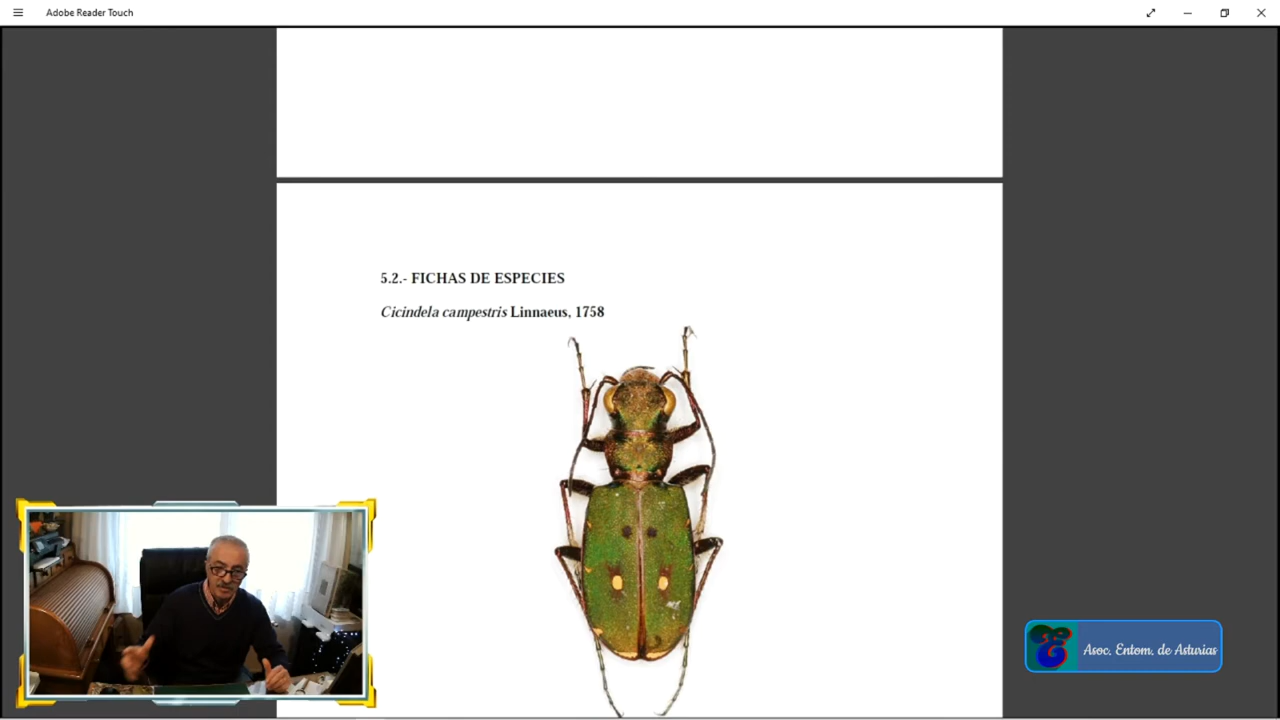 Adobe Reader Touch
5.2.- FICHAS DE ESPECIES
Cicindela campestris Linnaeus, 1758
Asoc. Entom. de Asturias